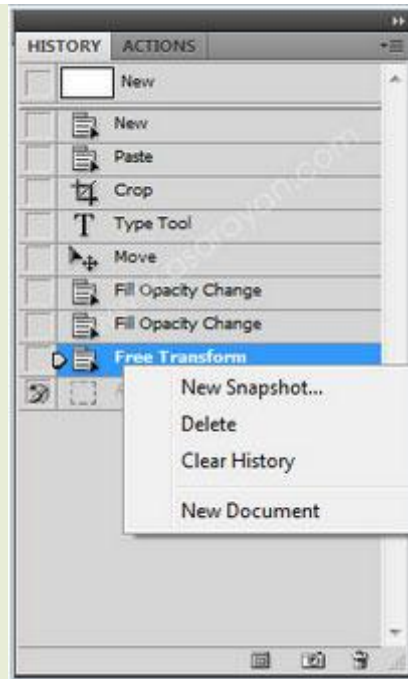 HISTORY ACTIONS
New
New
Paste
Crop
Type Tool
Move
Fill Opacity Change
Fill Opacity Change
Free Transform
New Snapshot...
Delete
Clear History
New Document